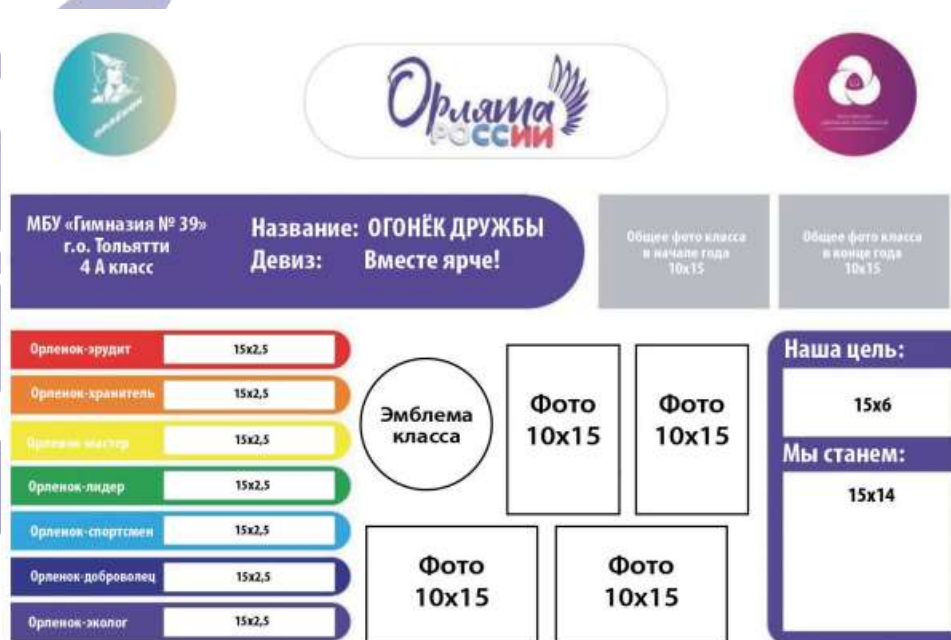 ОРЛЁНОК
Орлята
РОССИИ
МБУ «Гимназия № 39»
г.о. Тольятти
4 А класс
Название: ОГОНЁК ДРУЖБЫ
Девиз: Вместе ярче!
Общее фото класса
в начале года
10х15
Общее фото класса
в конце года
10х15
Орленок-эрудит 15х2,5
Орленок-хранитель 15х2,5
Орленок-мастер 15х2,5
Орленок-лидер 15х2,5
Орленок-спортсмен 15х2,5
Орленок-доброволец 15х2,5
Орленок-эколог 15х2,5
Эмблема
класса
Фото
10х15
Фото
10х15
Фото
10х15
Фото
10х15
Наша цель:
15х6
Мы станем:
15х14